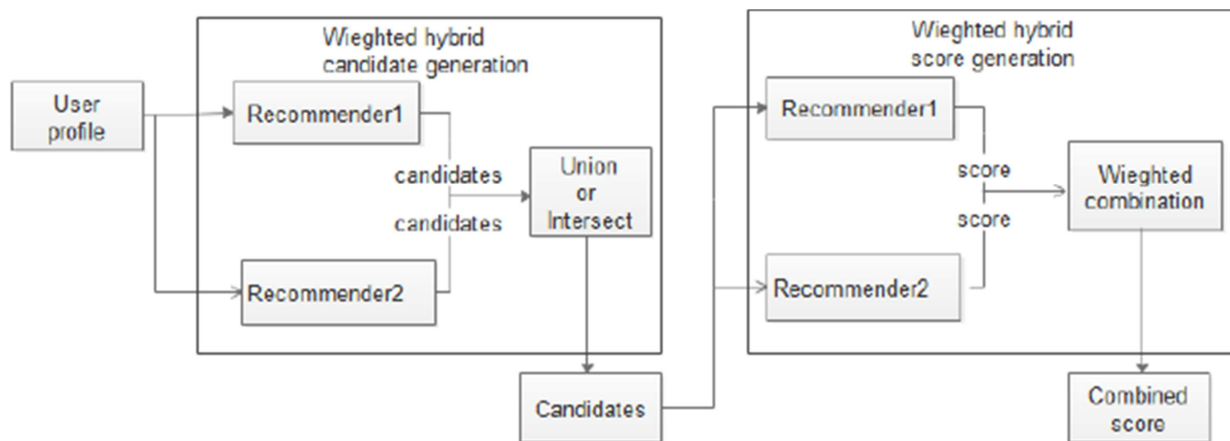 Wieghted hybrid
candidate generation
User
profile
Recommender1
candidates
candidates
Union
or
Intersect
Recommender2
Candidates
Wieghted hybrid
score generation
Recommender1
score
score
Wieghted
combination
Recommender2
Combined
score